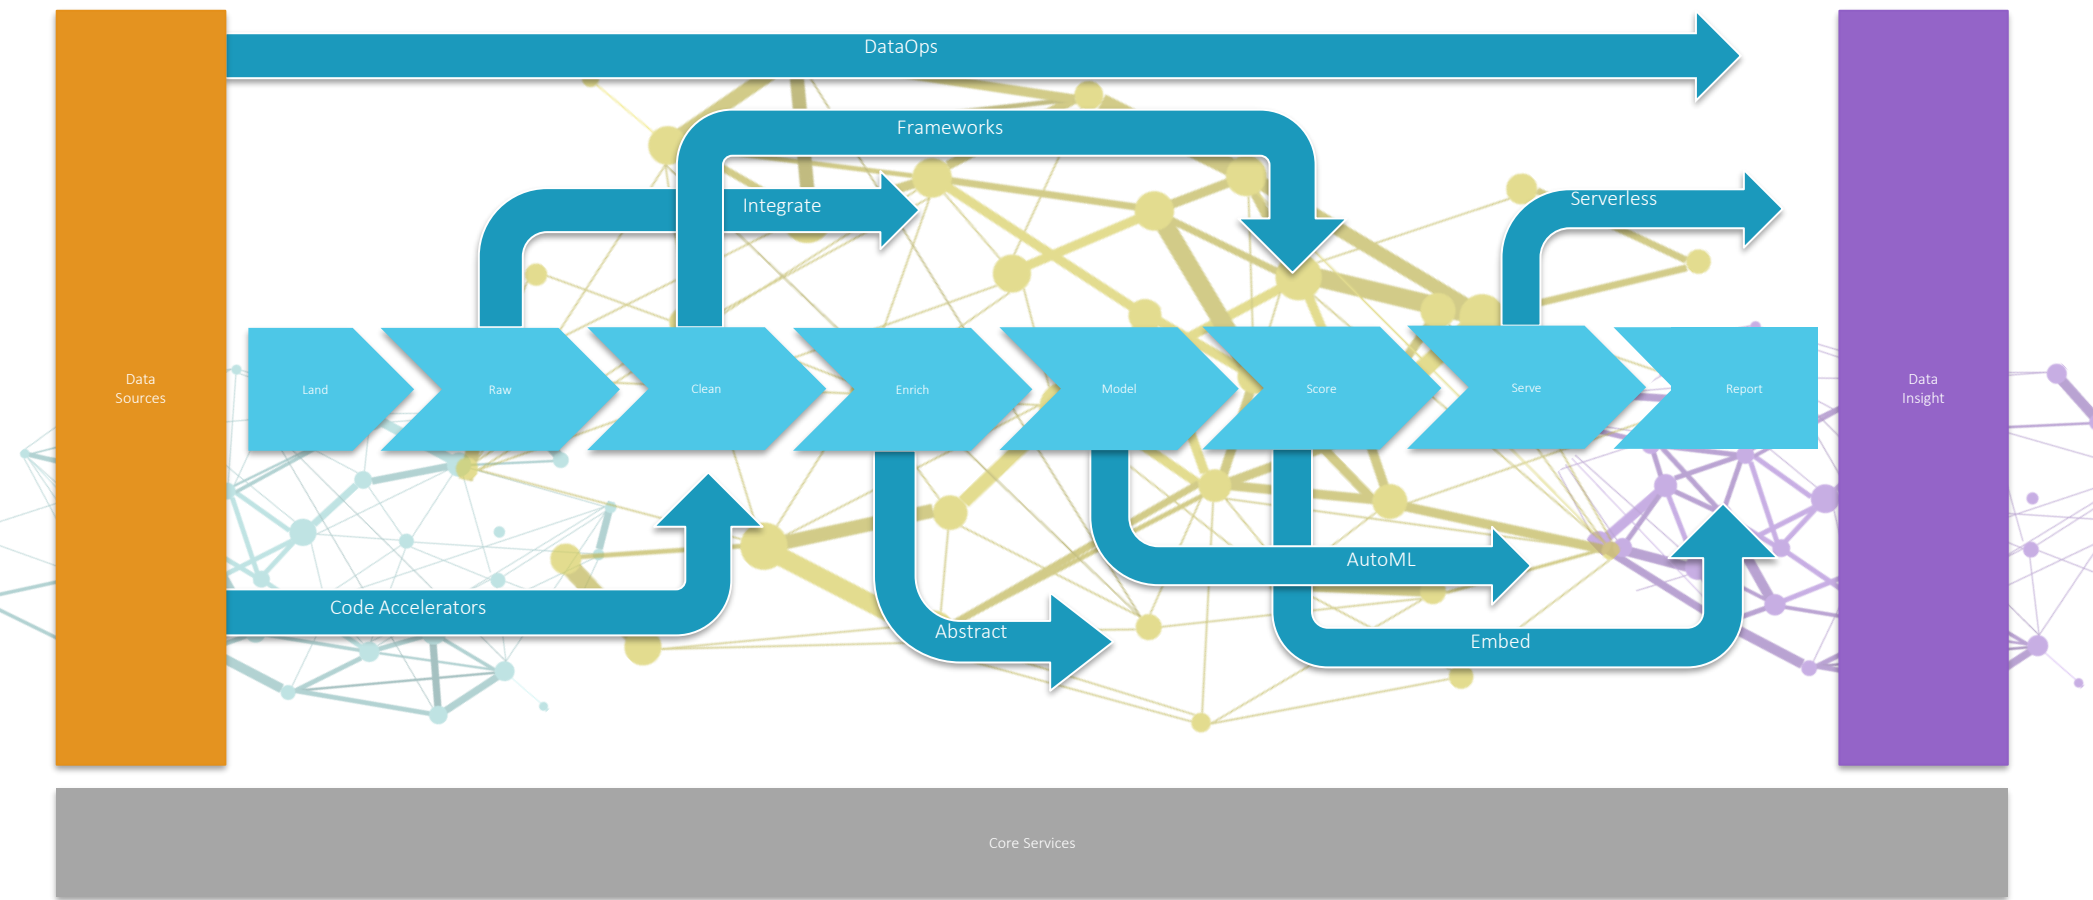 DataOps
Frameworks
Integrate
Serverless
Data
Sources
Land
Raw
Clean
Enrich
Model
Score
Serve
Report
Data
Insight
AutoML
Code Accelerators
Abstract
Embed
Core Services